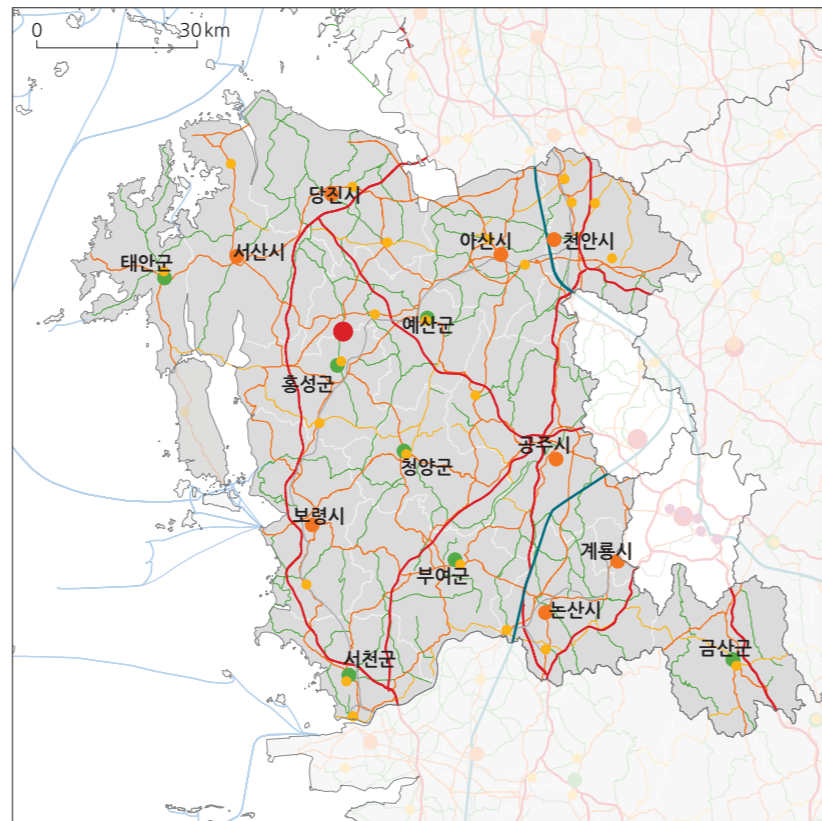 0 30 km
당진시
아산시
천안시
서산시
태안군
예산군
홍성군
공주시
청양군
보령시
계룡시
부여군
논산시
서천군
금산군